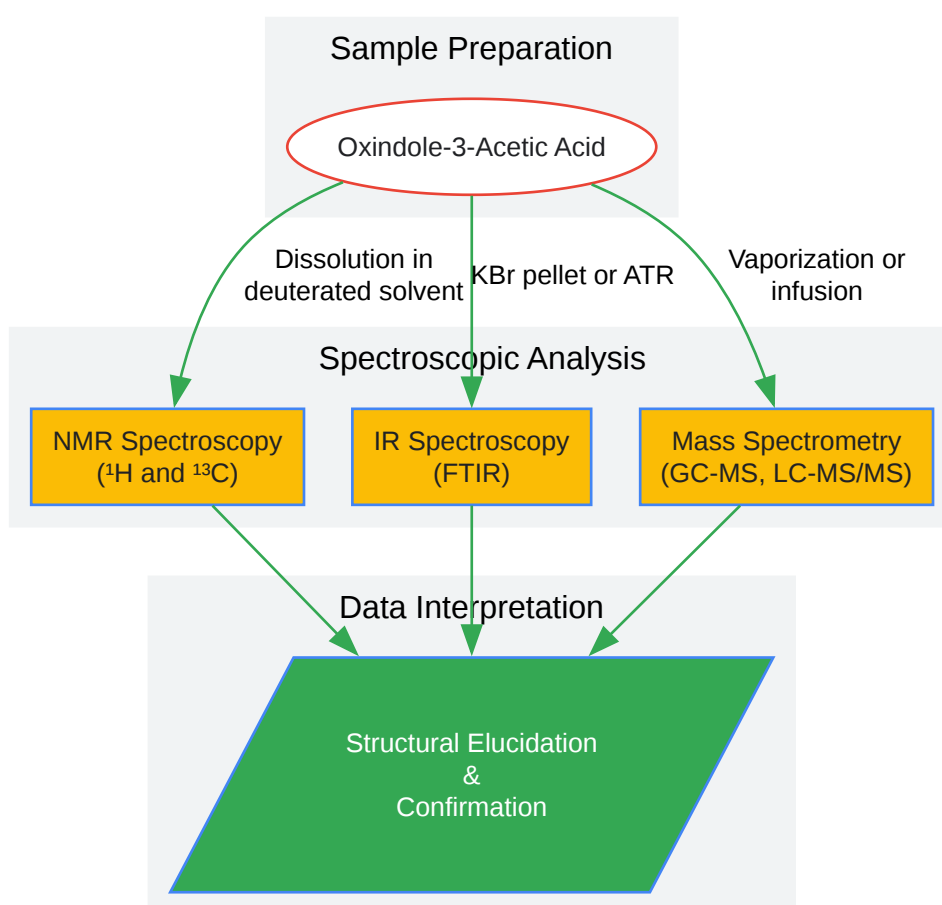 Sample Preparation
Oxindole-3-Acetic Acid
Dissolution in
deuterated solvent
KBr pellet or ATR
Vaporization or
infusion
Spectroscopic Analysis
NMR Spectroscopy
(¹H and ¹³C)
IR Spectroscopy
(FTIR)
Mass Spectrometry
(GC-MS, LC-MS/MS)
Data Interpretation
Structural Elucidation
&
Confirmation